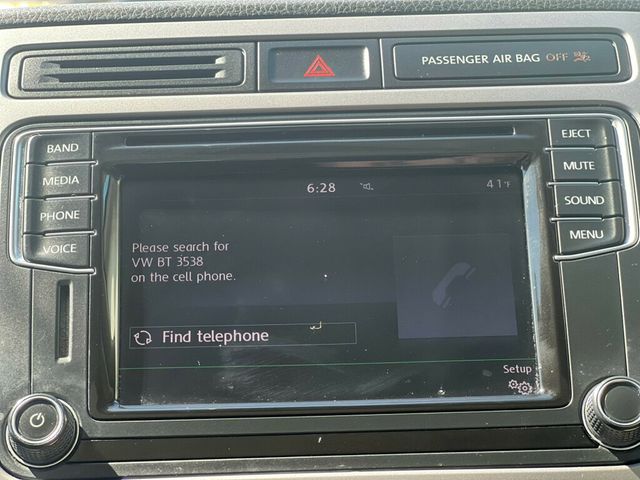 PASSENGER AIR BAG OFF
BAND
MEDIA
PHONE
VOICE
EJECT
MUTE
SOUND
MENU
6:28
41°F
Please search for
VW BT 3538
on the cell phone.
Find telephone
Setup